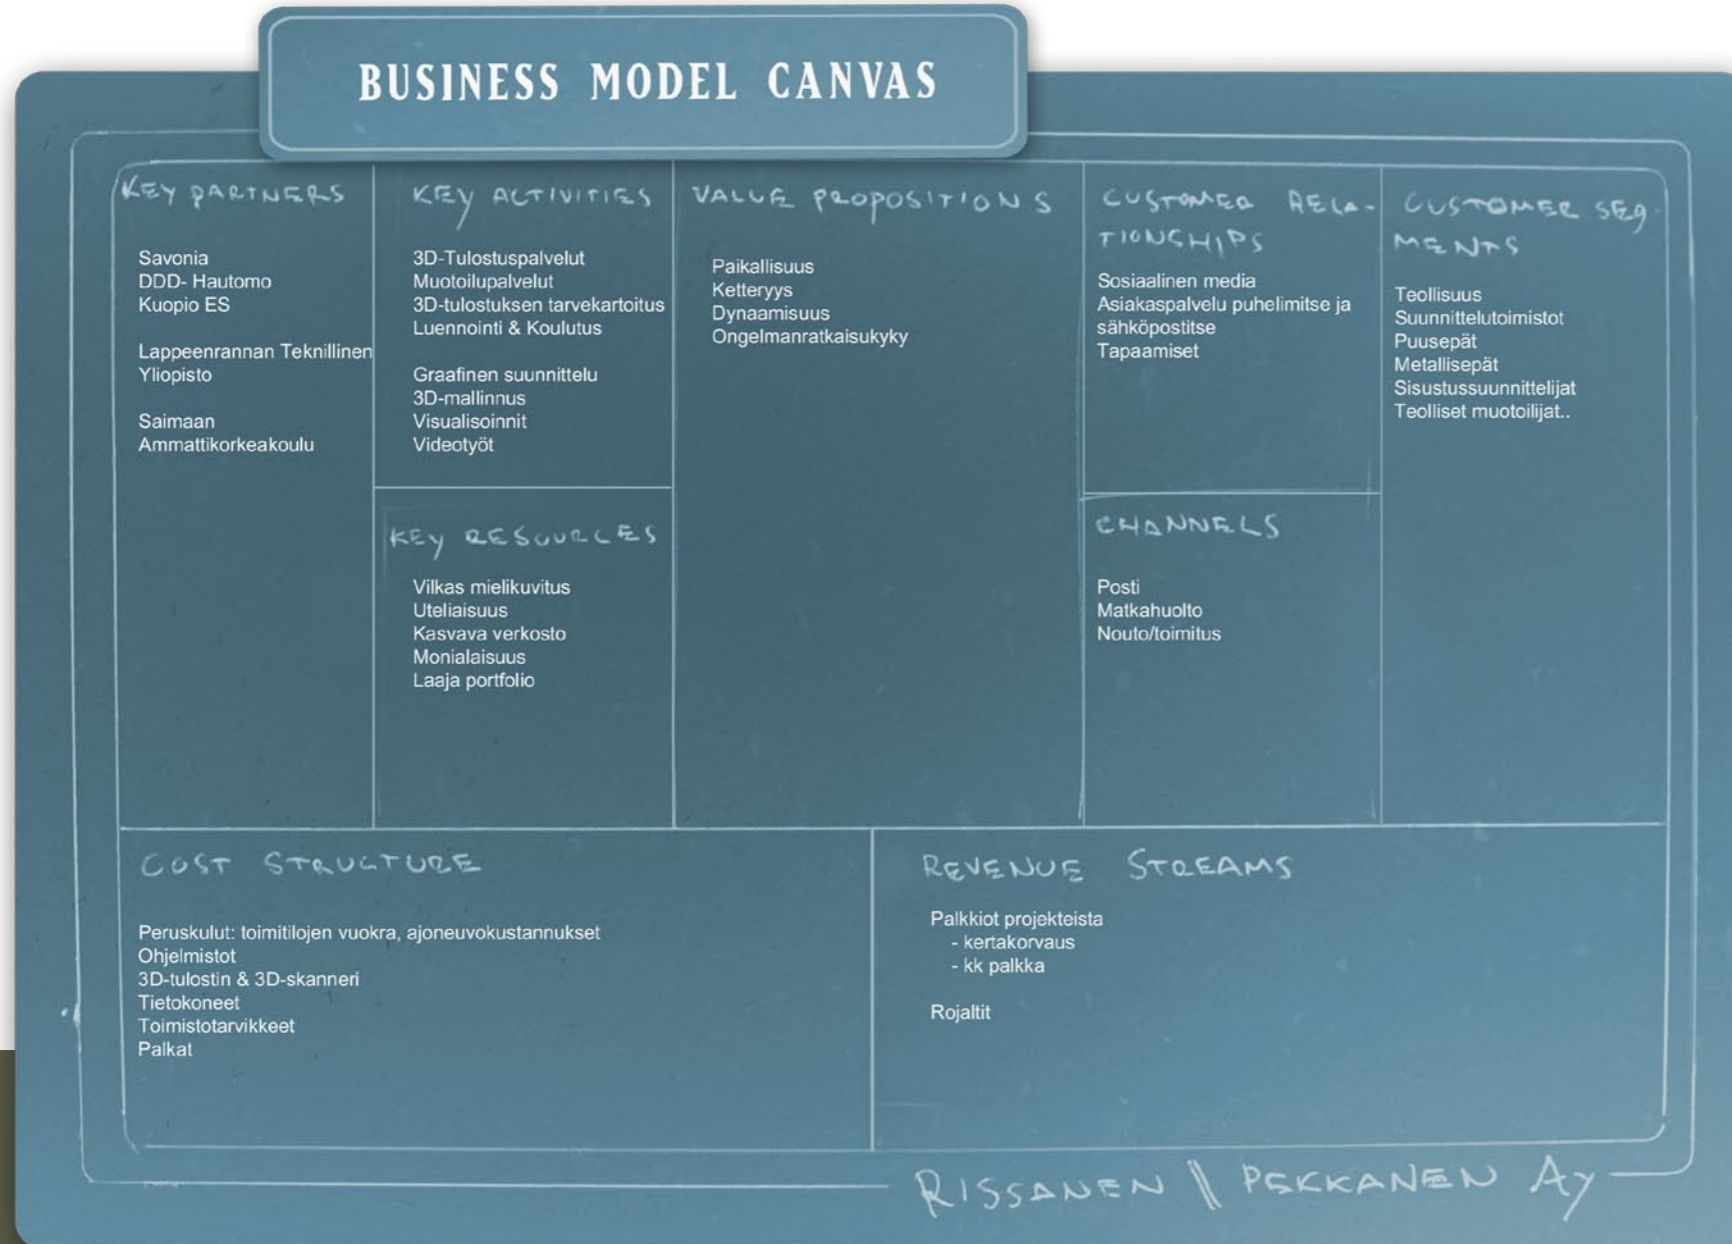 BUSINESS MODEL CANVAS
KEY PARTNERS
Savonia
DDD- Hautomo
Kuopio ES
Lappeenrannan Teknillinen
Yliopisto
Saimaan
Ammattikorkeakoulu
KEY ACTIVITIES
3D-Tulostuspalvelut
Muotoilupalvelut
3D-tulostuksen tarvekartoitus
Luennointi & Koulutus
Graafinen suunnittelu
3D-mallinnus
Visualisoinnit
Videotyöt
KEY RESOURCES
Vilkas mielikuvitus
Uteliaisuus
Kasvava verkosto
Monialaisuus
Laaja portfolio
VALUE PROPOSITIONS
Paikallisuus
Ketteryys
Dynaamisuus
Ongelmanratkaisukyky
CUSTOMER RELA-
TIONSHIPS
Sosiaalinen media
Asiakaspalvelu puhelimitse ja
sähköpostitse
Tapaamiset
CHANNELS
Posti
Matkahuolto
Nouto/toimitus
CUSTOMER SEG-
MENTS
Teollisuus
Suunnittelutoimistot
Puusepät
Metallisepät
Sisustussuunnittelijat
Teolliset muotoilijat..
COST STRUCTURE
Peruskulut: toimitilojen vuokra, ajoneuvokustannukset
Ohjelmistot
3D-tulostin & 3D-skanneri
Tietokoneet
Toimistotarvikkeet
Palkat
REVENUE STREAMS
Palkkiot projekteista
- kertakorvaus
- kk palkka
Rojaltit
RISSANEN \\ PEKKANEN Ay